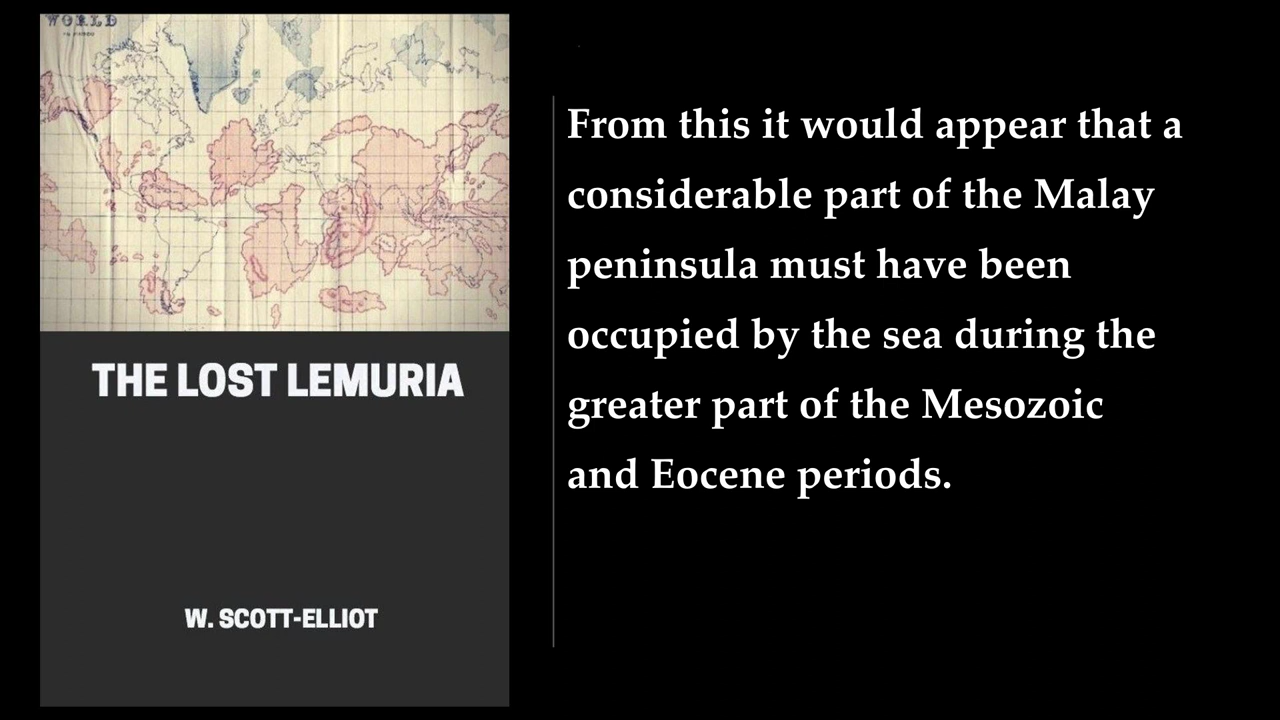 WORLD
THE LOST LEMURIA
W. SCOTT-ELLIOT
From this it would appear that a
considerable part of the Malay
peninsula must have been
occupied by the sea during the
greater part of the Mesozoic
and Eocene periods.